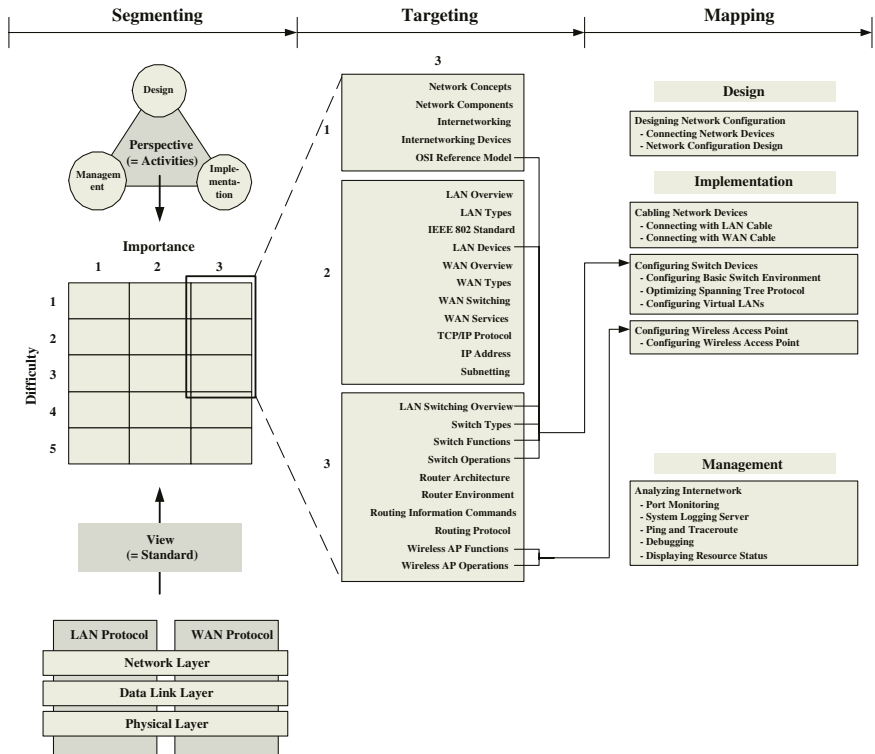 Segmenting
Targeting
Mapping
Design
Perspective
(= Activities)
Managem
ent
Imple-
menta-
tion
Importance
1 2 3
Difficulty
1
2
3
4
5
View
(= Standard)
LAN Protocol
WAN Protocol
Network Layer
Data Link Layer
Physical Layer
3
1
Network Concepts
Network Components
Internetworking
Internetworking Devices
OSI Reference Model
2
LAN Overview
LAN Types
IEEE 802 Standard
LAN Devices
WAN Overview
WAN Types
WAN Switching
WAN Services
TCP/IP Protocol
IP Address
Subnetting
3
LAN Switching Overview
Switch Types
Switch Functions
Switch Operations
Router Architecture
Router Environment
Routing Information Commands
Routing Protocol
Wireless AP Functions
Wireless AP Operations
Design
Designing Network Configuration
- Connecting Network Devices
- Network Configuration Design
Implementation
Cabling Network Devices
- Connecting with LAN Cable
- Connecting with WAN Cable
Configuring Switch Devices
- Configuring Basic Switch Environment
- Optimizing Spanning Tree Protocol
- Configuring Virtual LANs
Configuring Wireless Access Point
- Configuring Wireless Access Point
Management
Analyzing Internetwork
- Port Monitoring
- System Logging Server
- Ping and Traceroute
- Debugging
- Displaying Resource Status